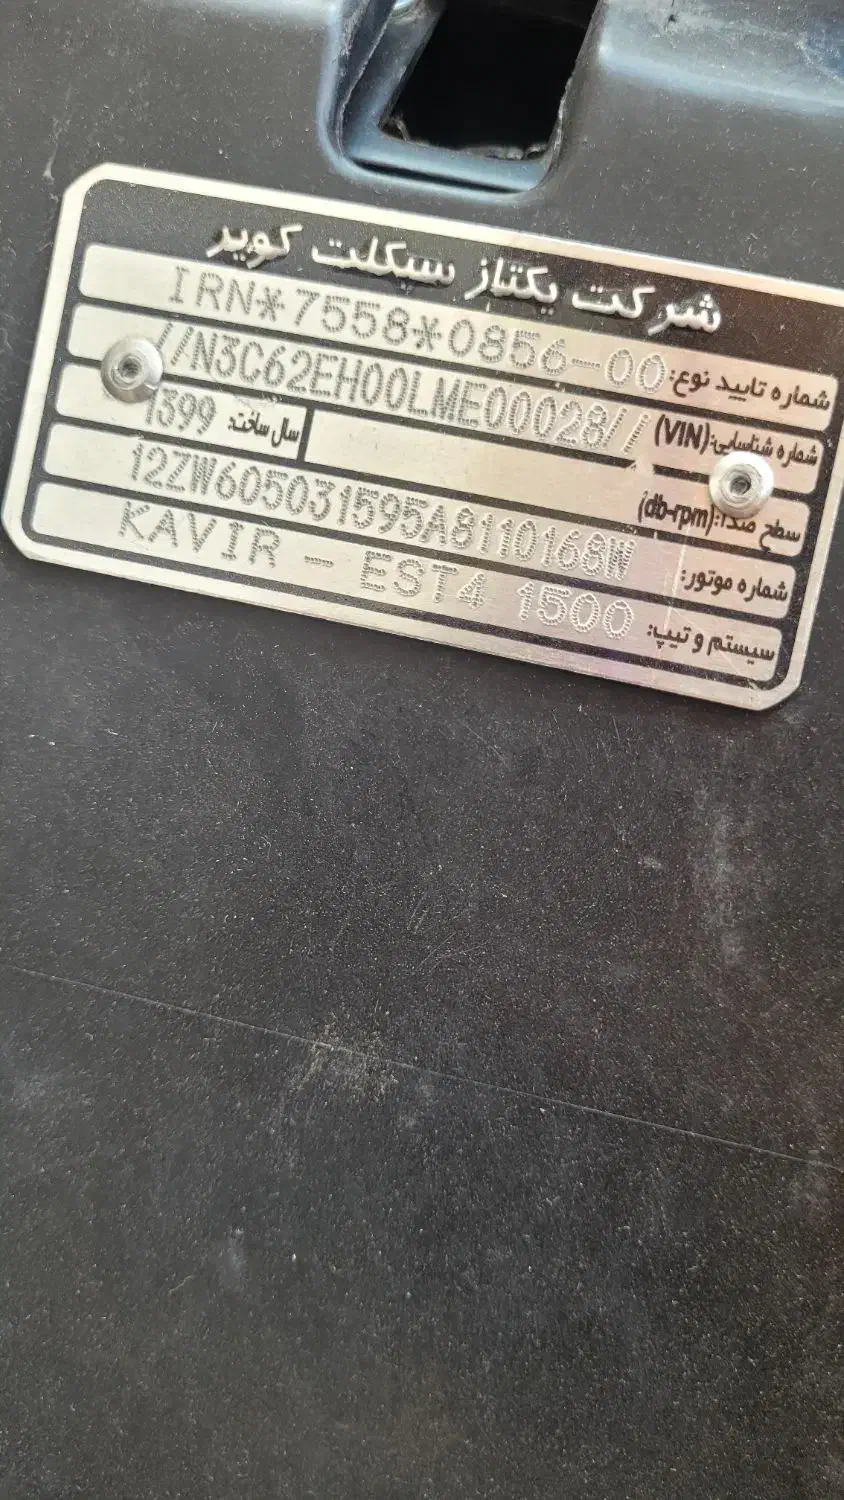 شرکت یکتاز سیکلت کویر
شماره تایید نوع: IRN*7558*0856-00
شماره شناسایی:(VIN) //N3C62EH00LME00028//
سطح صدا:(db-rpm) سال ساخت: 1399
شماره موتور: 12ZW605031595A8110168W
سیستم و تیپ: KAVIR - EST4 1500